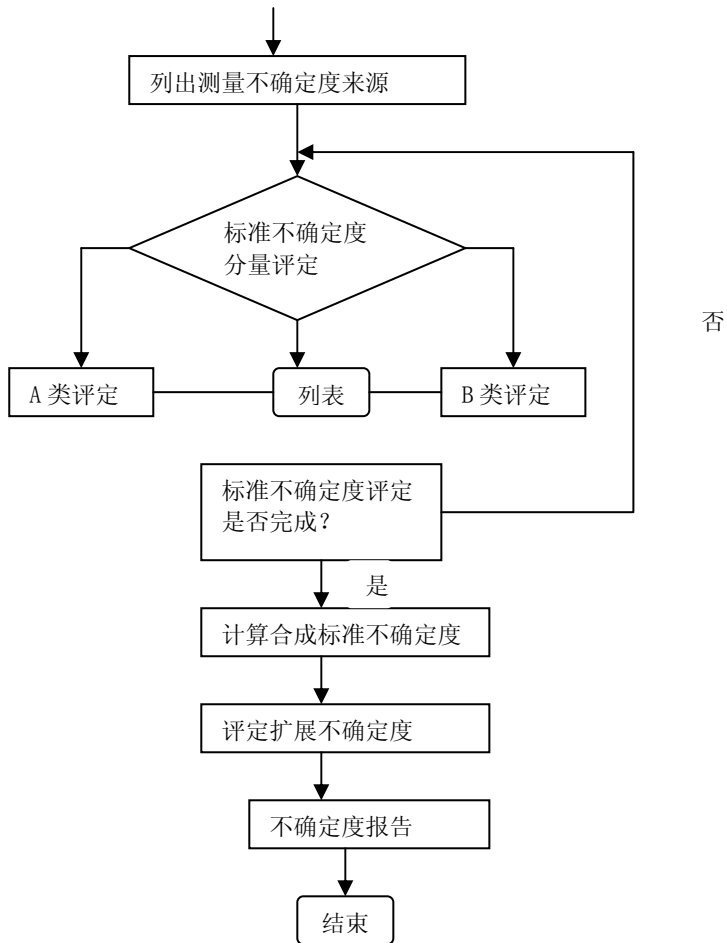 列出测量不确定度来源
标准不确定度
分量评定
否
A 类评定
列表
B 类评定
标准不确定度评定
是否完成?
是
计算合成标准不确定度
评定扩展不确定度
不确定度报告
结束